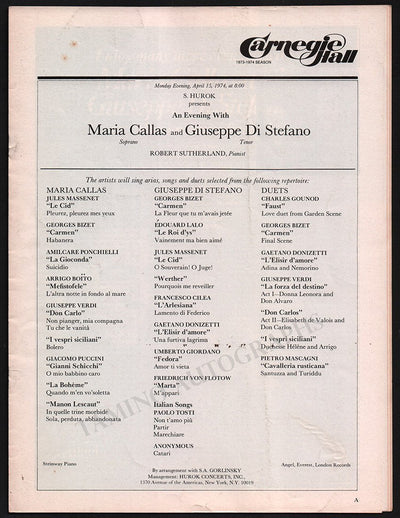 Carnegie
Hall
1973-1974 SEASON
Monday Evening, April 15, 1974, at 8:00
S. HUROK
presents
An Evening With
Maria Callas and Giuseppe Di Stefano
Soprano Tenor
ROBERT SUTHERLAND, Pianist
The artists will sing arias, songs and duets selected from the following repertoire:
MARIA CALLAS
JULES MASSENET
"Le Cid"
Pleurez, pleurez mes yeux
GEORGES BIZET
"Carmen"
Habanera
AMILCARE PONCHIELLI
"La Gioconda"
Suicidio
ARRIGO BOÏTO
"Mefistofele"
L'altra notte in fondo al mare
GIUSEPPE VERDI
"Don Carlo"
Non pianger, mia compagna
Tu che le vanità
"I vespri siciliani"
Bolero
GIACOMO PUCCINI
"Gianni Schicchi"
O mio babbino caro
"La Bohème"
Quando m'en vo'soletta
"Manon Lescaut"
In quelle trine morbide
Sola, perduta, abbandonata
GIUSEPPE DI STEFANO
GEORGES BIZET
"Carmen"
La Fleur que tu m'avais jetée
EDOUARD LALO
"Le Roi d'ys"
Vainement ma bien aimé
JULES MASSENET
"Le Cid"
O Souverain! O Juge!
"Werther"
Pourquoi me reveiller
FRANCESCO CILEA
"L'Arlesiana"
Lamento di Federico
GAETANO DONIZETTI
"L'Elisir d'amore"
Una furtiva lagrima
UMBERTO GIORDANO
"Fedora"
Amor ti vieta
FRIEDRICH VON FLOTOW
"Marta"
M'appari
Italian Songs
PAOLO TOSTI
Non t'amo più
Partir
Marechiare
ANONYMOUS
Catari
DUETS
CHARLES GOUNOD
"Faust"
Love duet from Garden Scene
GEORGES BIZET
"Carmen"
Final Scene
GAETANO DONIZETTI
"L'Elisir d'amore"
Adina and Nemorino
GIUSEPPE VERDI
"La forza del destino"
Act I—Donna Leonora and
Don Alvaro
"Don Carlos"
Act II—Elisabeth de Valois and
Don Carlos
"I vespri siciliani"
Duchesse Hélène and Arrigo
PIETRO MASCAGNI
"Cavalleria rusticana"
Santuzza and Turiddu
TAMINO AUTOGRAPHS
Steinway Piano
By arrangement with S.A. GORLINSKY
Management: HUROK CONCERTS, INC.,
1370 Avenue of the Americas, New York, N.Y. 10019
Angel, Everest, London Records
A